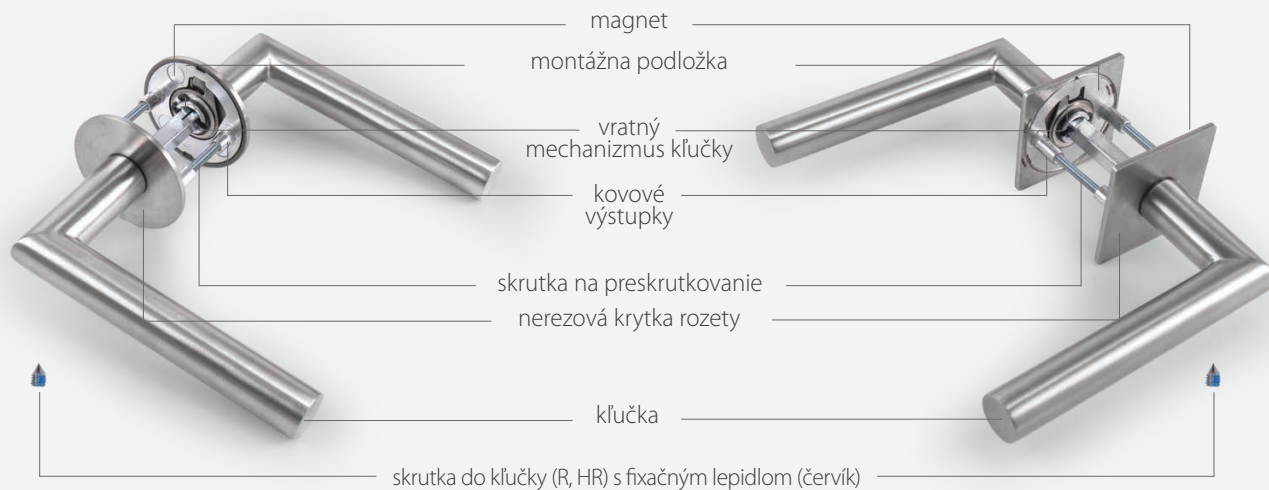 magnet
montážna podložka
vratný
mechanizmus kľučky
kovové
výstupky
skrutka na preskrutkovanie
nerezová krytka rozety
kľučka
skrutka do kľučky (R, HR) s fixačným lepidlom (červík)